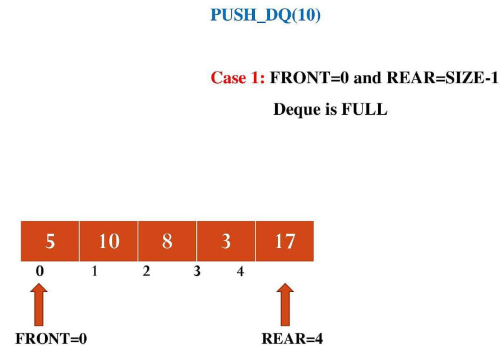 PUSH_DQ(10)
Case 1: FRONT=0 and REAR=SIZE-1
Deque is FULL
5 10 8 3 17
0 1 2 3 4
FRONT=0 REAR=4